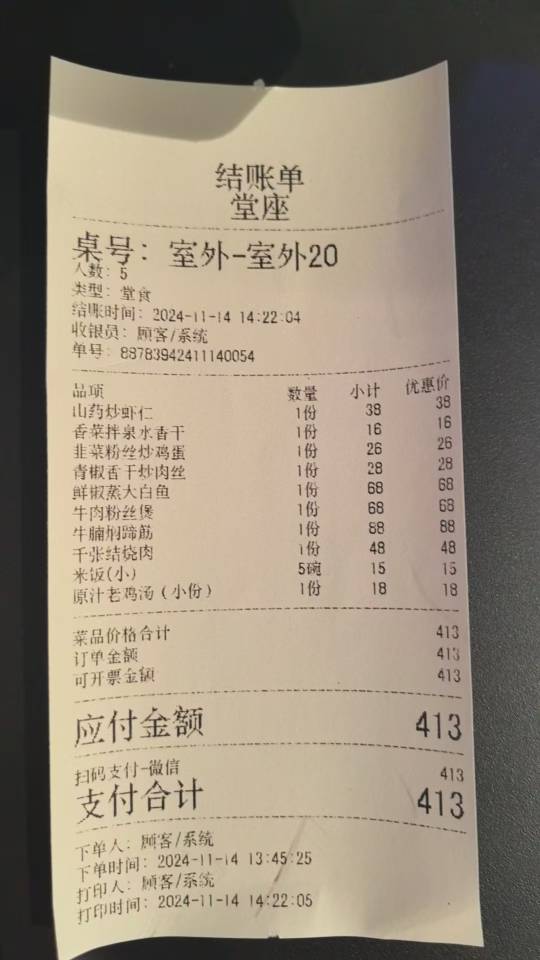 结账单
堂座
桌号: 室外-室外20
人数: 5
类型: 堂食
结账时间: 2024-11-14 14:22:04
收银员: 顾客/系统
单号: 88783942411140054
品项 数量 小计 优惠价
山药炒虾仁 1份 38 38
香菜拌泉水香干 1份 16 16
韭菜粉丝炒鸡蛋 1份 26 26
青椒香干炒肉丝 1份 28 28
鲜椒蒸大白鱼 1份 68 68
牛肉粉丝煲 1份 68 68
牛腩焖蹄筋 1份 88 88
千张结烧肉 1份 48 48
米饭(小) 5碗 15 15
原汁老鸡汤(小份) 1份 18 18
菜品价格合计 413
订单金额 413
可开票金额 413
应付金额 413
扫码支付-微信 413
支付合计 413
下单人: 顾客/系统
下单时间: 2024-11-14 13:45:25
打印人: 顾客/系统
打印时间: 2024-11-14 14:22:05